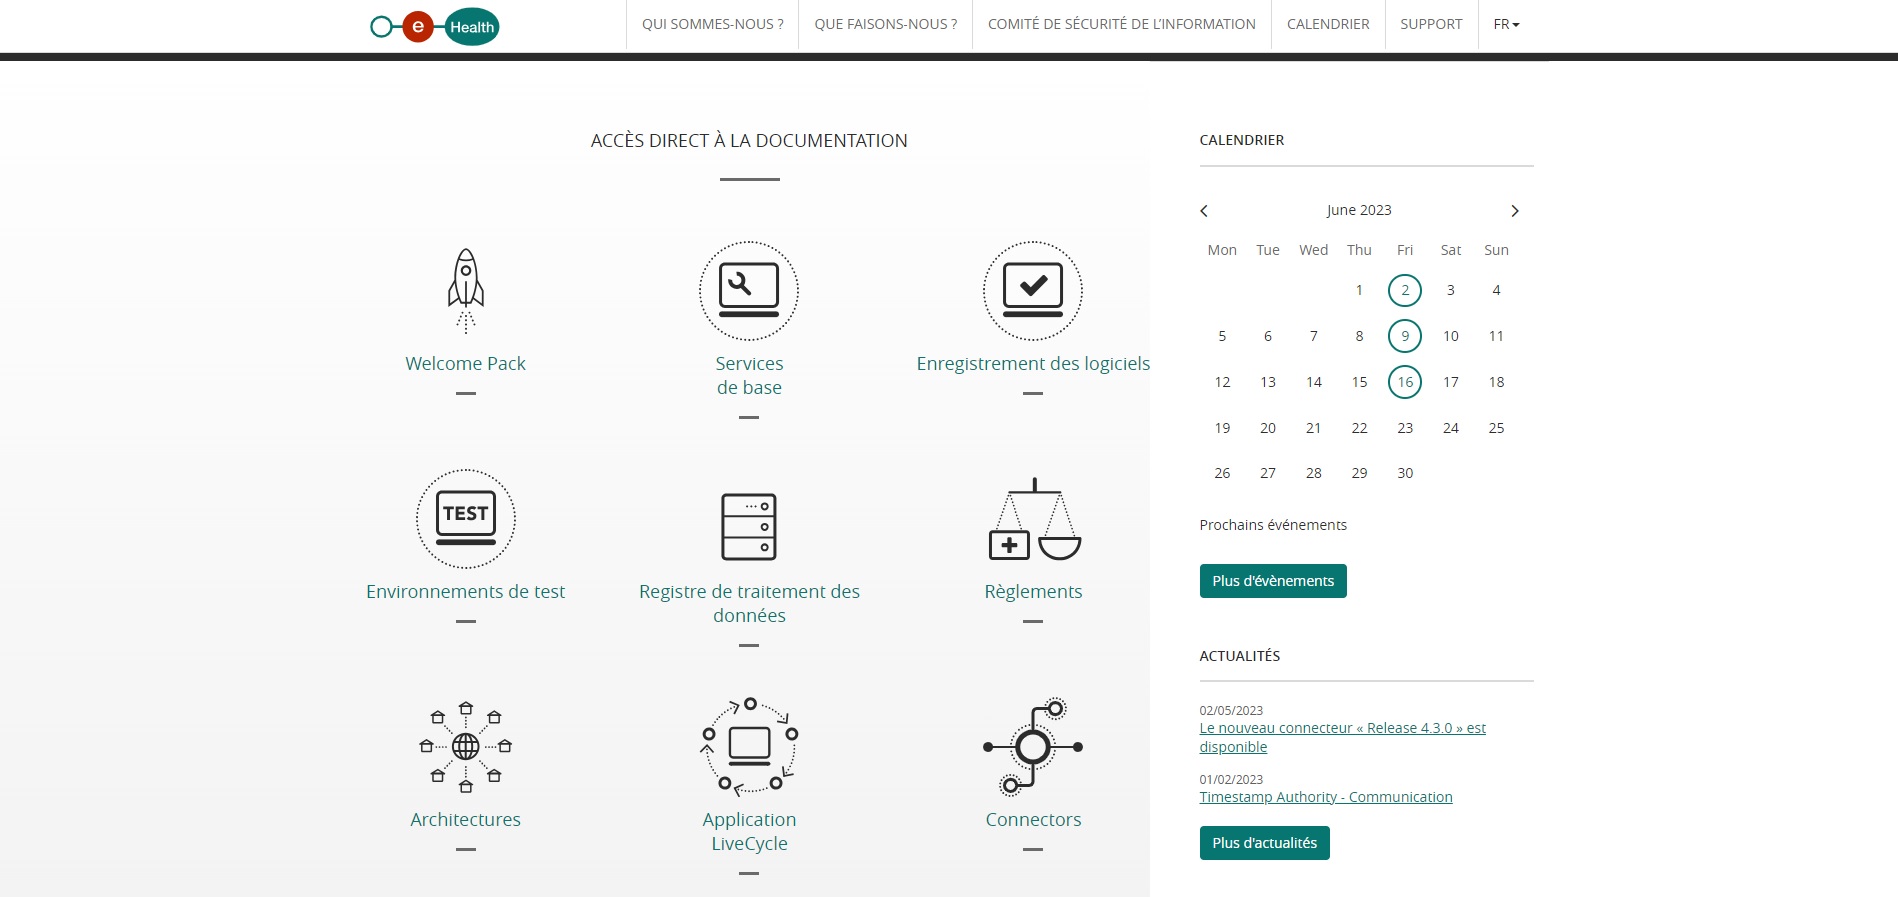 e Health
QUI SOMMES-NOUS ?
QUE FAISONS-NOUS ?
COMITÉ DE SÉCURITÉ DE L'INFORMATION
CALENDRIER
SUPPORT
FR
ACCÈS DIRECT À LA DOCUMENTATION
Welcome Pack
Services
de base
Enregistrement des logiciels
TEST
Environnements de test
Registre de traitement des
données
Règlements
Architectures
Application
LiveCycle
Connectors
CALENDRIER
June 2023
Mon Tue Wed Thu Fri Sat Sun
1 2 3 4
5 6 7 8 9 10 11
12 13 14 15 16 17 18
19 20 21 22 23 24 25
26 27 28 29 30
Prochains événements
Plus d'évènements
ACTUALITÉS
02/05/2023
Le nouveau connecteur « Release 4.3.0 » est
disponible
01/02/2023
Timestamp Authority - Communication
Plus d'actualités